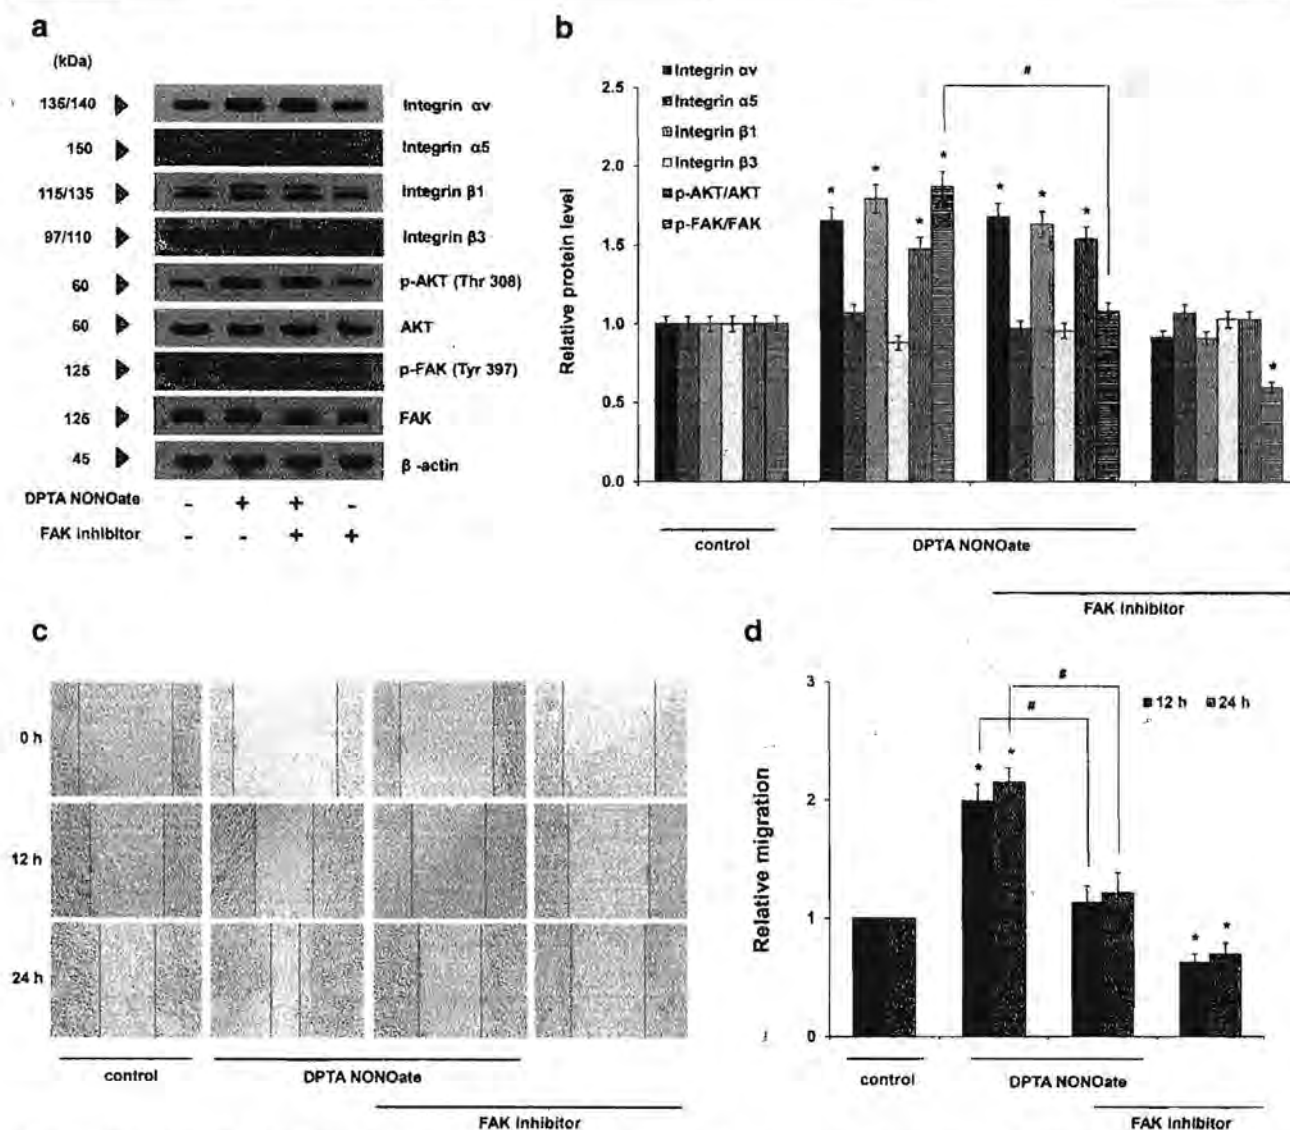 a
(kDa)
135/140 Integrin αv
150 Integrin α5
115/135 Integrin β1
97/110 Integrin β3
60 p-AKT (Thr 308)
60 AKT
125 p-FAK (Tyr 397)
125 FAK
45 β-actin
DPTA NONOate - + + -
FAK inhibitor - - + +
b
Relative protein level
2.5
2.0
1.5
1.0
0.5
0.0
Integrin αv
Integrin α5
Integrin β1
Integrin β3
p-AKT/AKT
p-FAK/FAK
#
* * * *
* * *
*
control
DPTA NONOate
FAK inhibitor
c
0 h
12 h
24 h
control
DPTA NONOate
FAK inhibitor
d
Relative migration
3
2
1
0
12 h 24 h
#
#
* *
* *
control
DPTA NONOate
FAK inhibitor